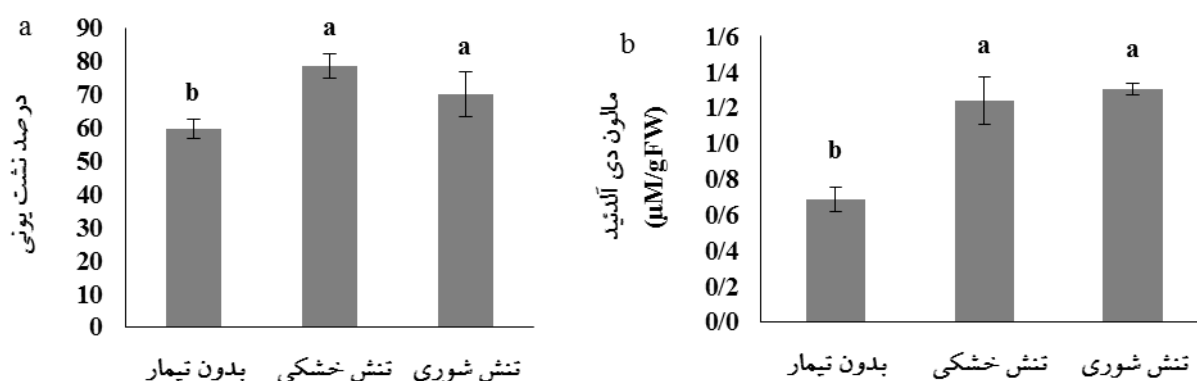 a
درصد نشت یونی
90
80
70
60
50
40
30
20
10
0
b
a
a
بدون تیمار
تنش خشکی
تنش شوری
b
مالون دی آلدئید
(µM/gFW)
1/6
1/4
1/2
1/0
0/8
0/6
0/4
0/2
0/0
b
a
a
بدون تیمار
تنش خشکی
تنش شوری